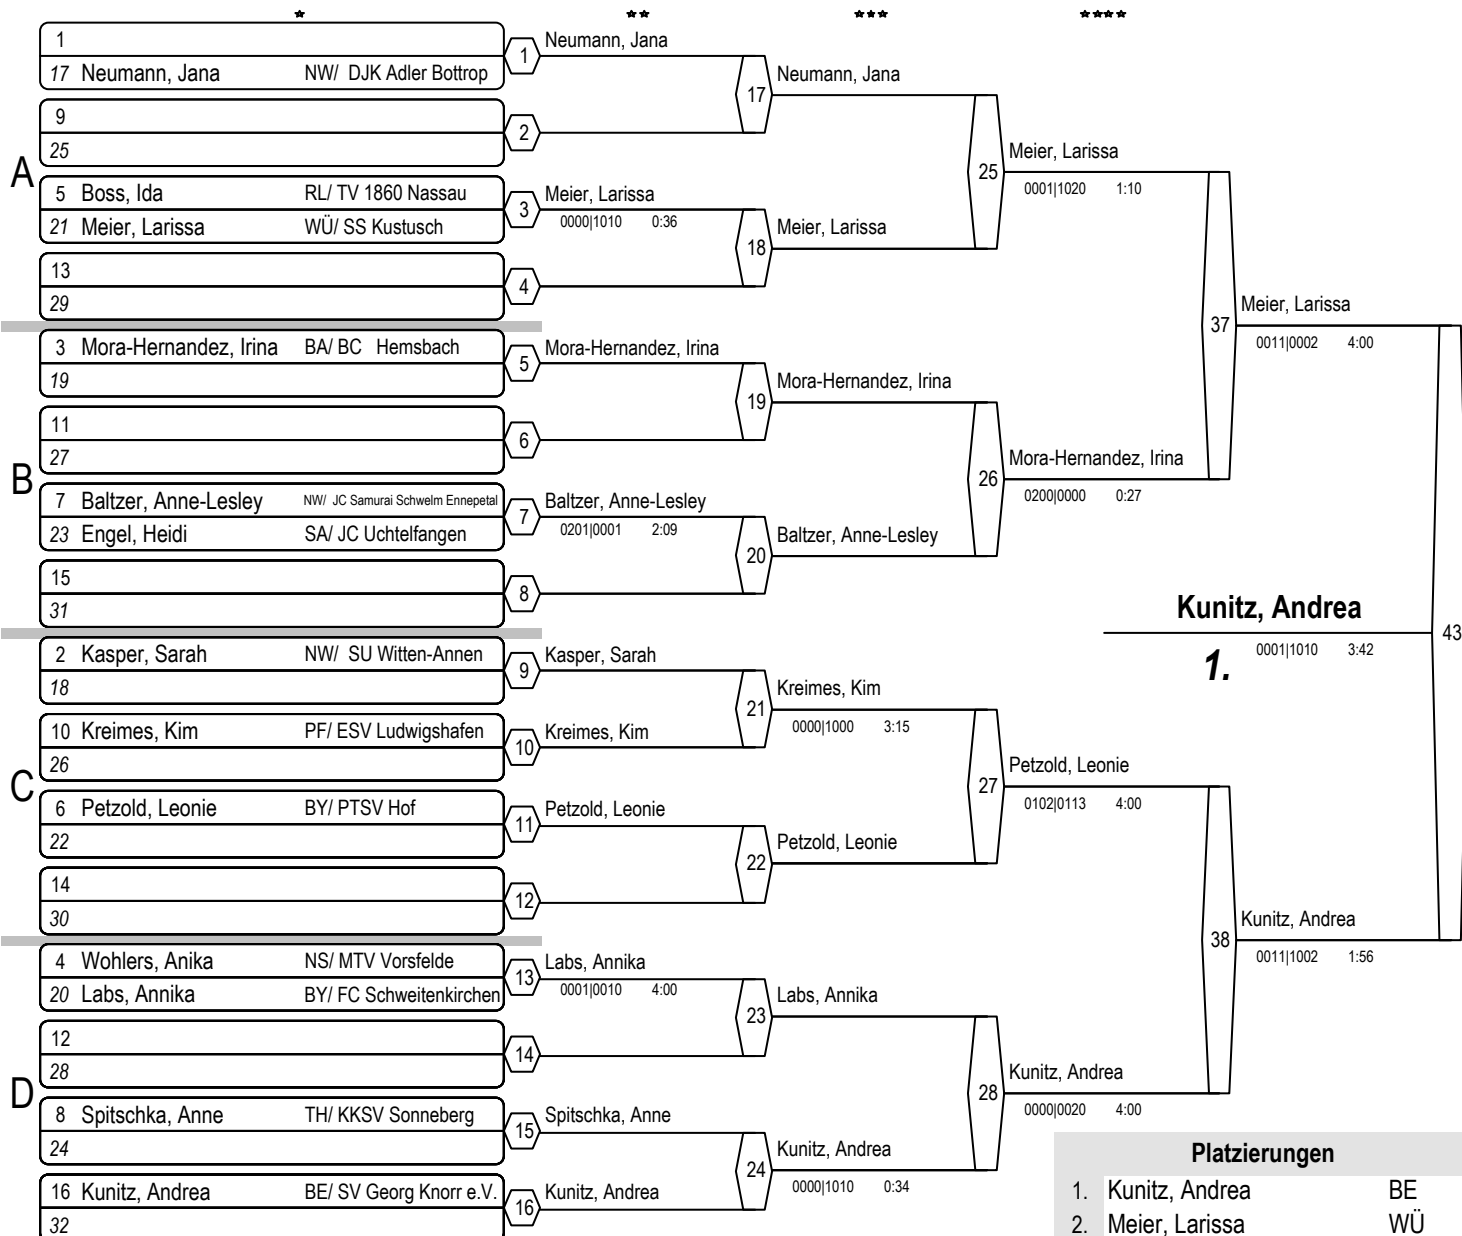 * ** *** ****
1
17 Neumann, Jana NW/ DJK Adler Bottrop
1 Neumann, Jana
9
25
2
17 Neumann, Jana
A
5 Boss, Ida RL/ TV 1860 Nassau
21 Meier, Larissa WÜ/ SS Kustusch
3 Meier, Larissa
0000|1010 0:36
13
29
4
18 Meier, Larissa
25 Meier, Larissa
0001|1020 1:10
3 Mora-Hernandez, Irina BA/ BC Hemsbach
19
5 Mora-Hernandez, Irina
11
27
6
19 Mora-Hernandez, Irina
B
7 Baltzer, Anne-Lesley NW/ JC Samurai Schwelm Ennepetal
23 Engel, Heidi SA/ JC Uchtelfangen
7 Baltzer, Anne-Lesley
0201|0001 2:09
15
31
8
20 Baltzer, Anne-Lesley
26 Mora-Hernandez, Irina
0200|0000 0:27
37 Meier, Larissa
0011|0002 4:00
Kunitz, Andrea
1. 0001|1010 3:42
43
2 Kasper, Sarah NW/ SU Witten-Annen
18
9 Kasper, Sarah
10 Kreimes, Kim PF/ ESV Ludwigshafen
26
10 Kreimes, Kim
21 Kreimes, Kim
0000|1000 3:15
C
6 Petzold, Leonie BY/ PTSV Hof
22
11 Petzold, Leonie
14
30
12
22 Petzold, Leonie
27 Petzold, Leonie
0102|0113 4:00
4 Wohlers, Anika NS/ MTV Vorsfelde
20 Labs, Annika BY/ FC Schweitenkirchen
13 Labs, Annika
0001|0010 4:00
12
28
14
23 Labs, Annika
D
8 Spitschka, Anne TH/ KKSV Sonneberg
24
15 Spitschka, Anne
16 Kunitz, Andrea BE/ SV Georg Knorr e.V.
32
16 Kunitz, Andrea
24 Kunitz, Andrea
0000|1010 0:34
28 Kunitz, Andrea
0000|0020 4:00
38 Kunitz, Andrea
0011|1002 1:56
Platzierungen
1. Kunitz, Andrea BE
2. Meier, Larissa WÜ